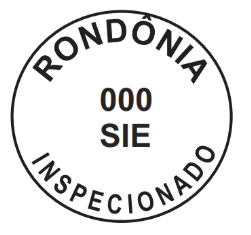 RONDÔNIA
000
SIE
INSPECIONADO